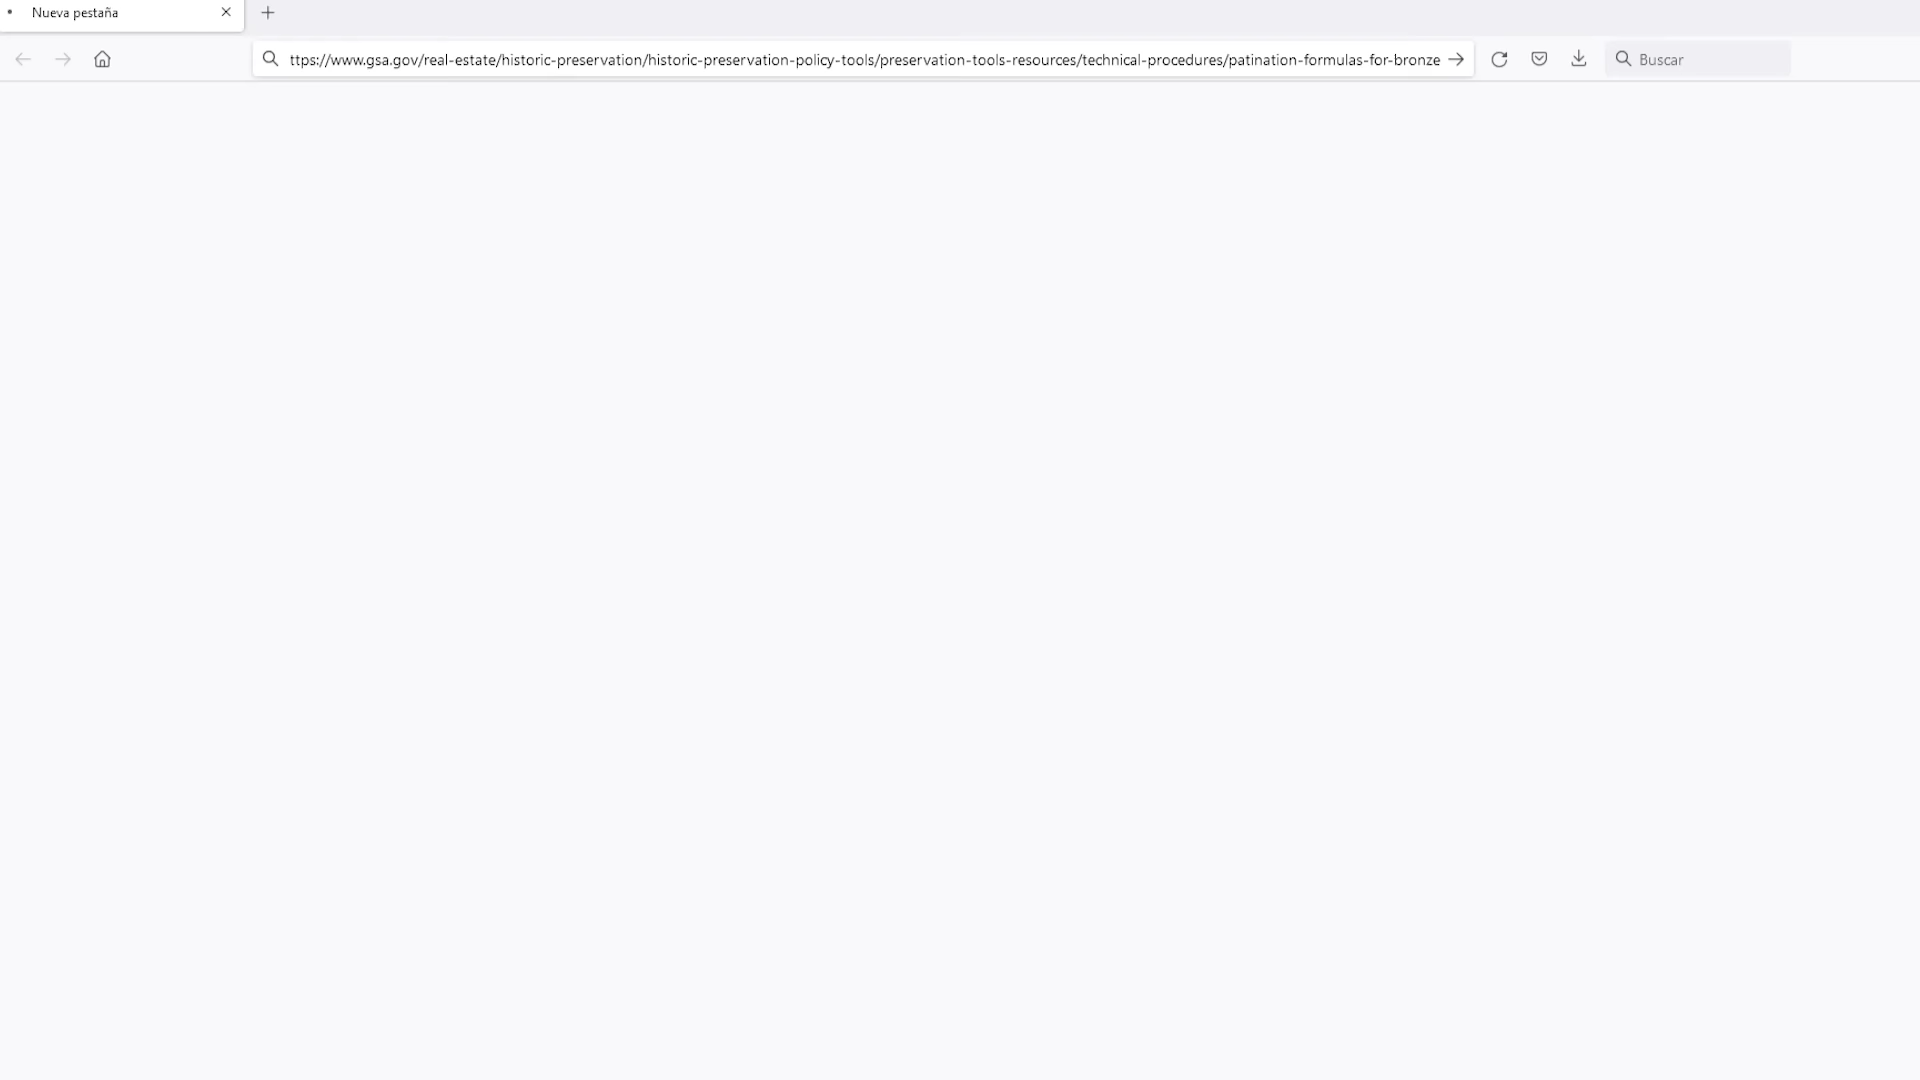 Nueva pestaña
ttps://www.gsa.gov/real-estate/historic-preservation/historic-preservation-policy-tools/preservation-tools-resources/technical-procedures/patination-formulas-for-bronze
Buscar